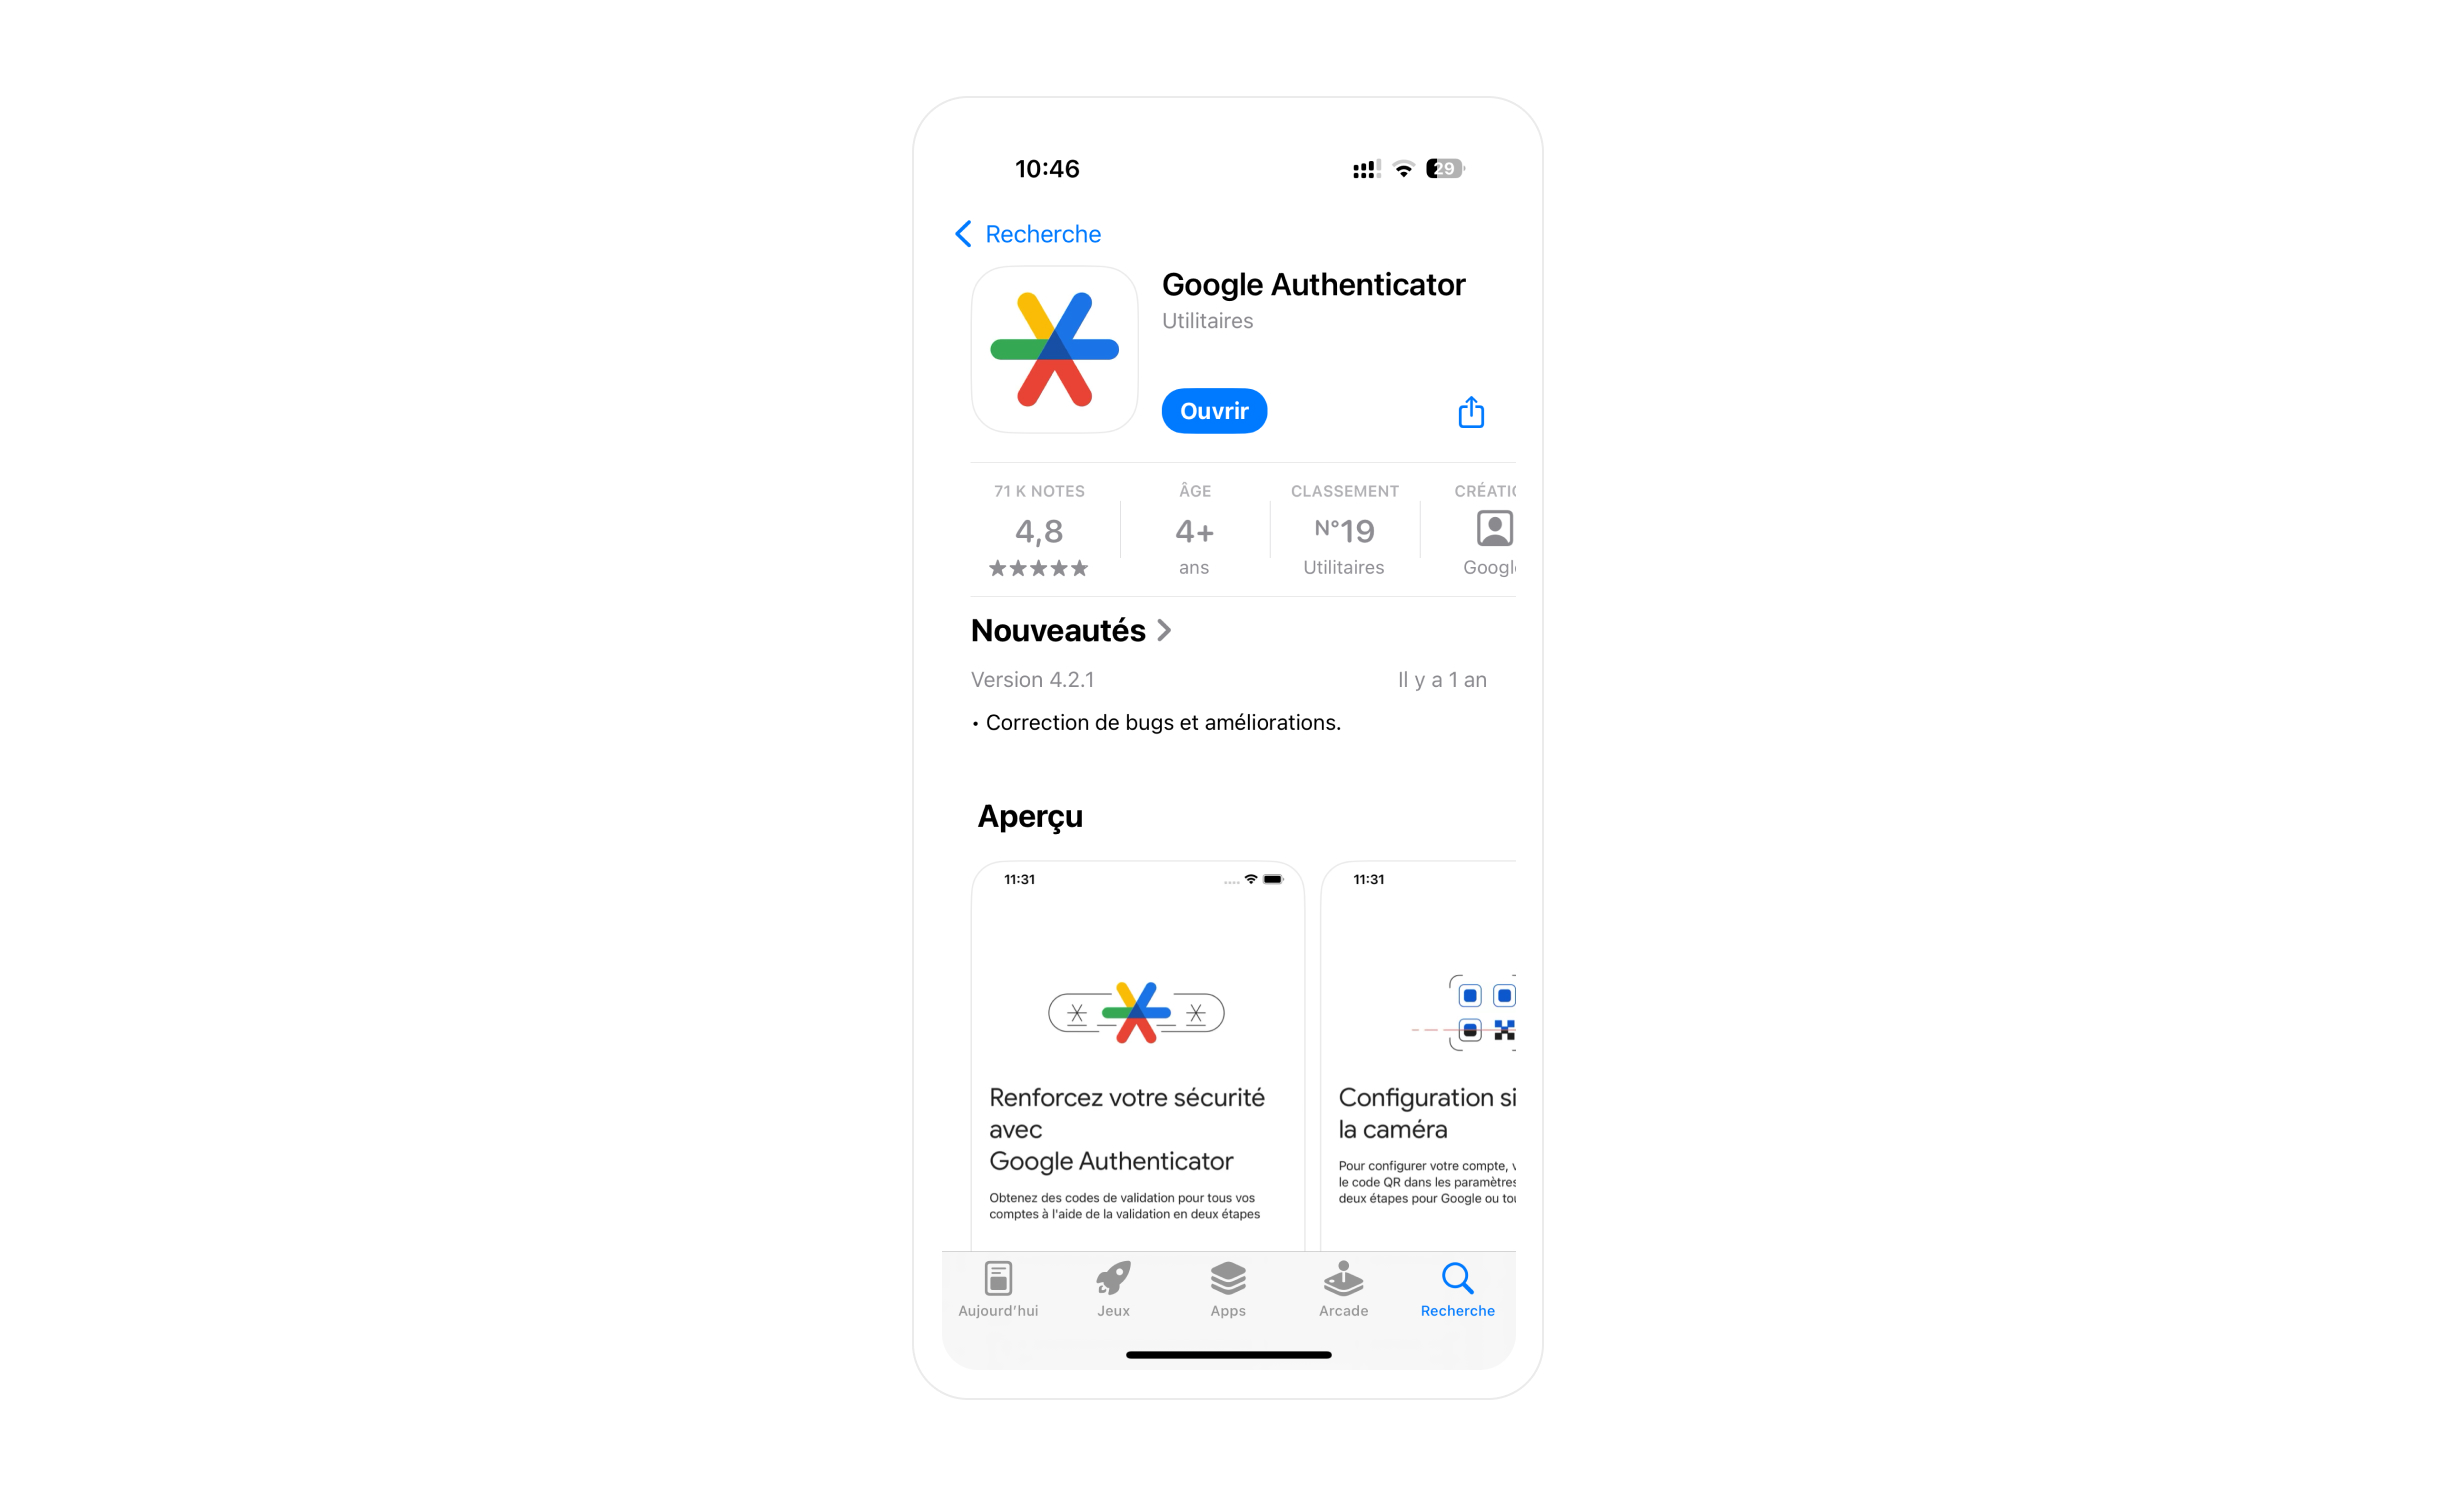 10:46
29
Recherche
Google Authenticator
Utilitaires
Ouvrir
71 K NOTES
4,8
ÂGE
4+
ans
CLASSEMENT
N°19
Utilitaires
Nouveautés
Version 4.2.1
Il y a 1 an
• Correction de bugs et améliorations.
Aperçu
11:31
Renforcez votre sécurité
avec
Google Authenticator
Obtenez des codes de validation pour tous vos
comptes à l'aide de la validation en deux étapes
11:31
Configuration
la caméra
Pour configurer votre compte,
le code QR dans les paramètres
deux étapes pour Google ou
Aujourd'hui
Jeux
Apps
Arcade
Recherche